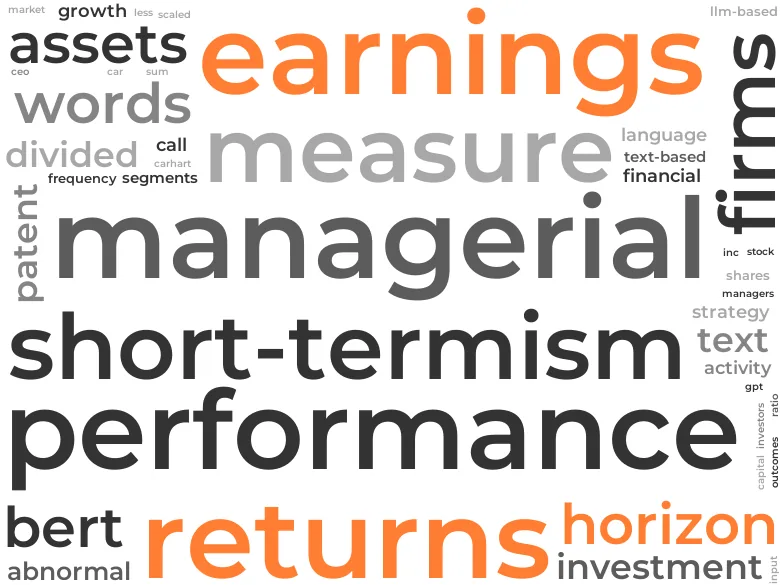 market growth less scaled
assets
ceo car sum
words
earnings
llm-based
firms
divided call
carhart
frequency segments
measure
language
text-based
financial
patent
managerial
inc stock
shares
managers
short-termism
strategy
text
activity
gpt
performance
investors
ratio
capital
outcomes
bert
abnormal
returns
horizon
investment
input